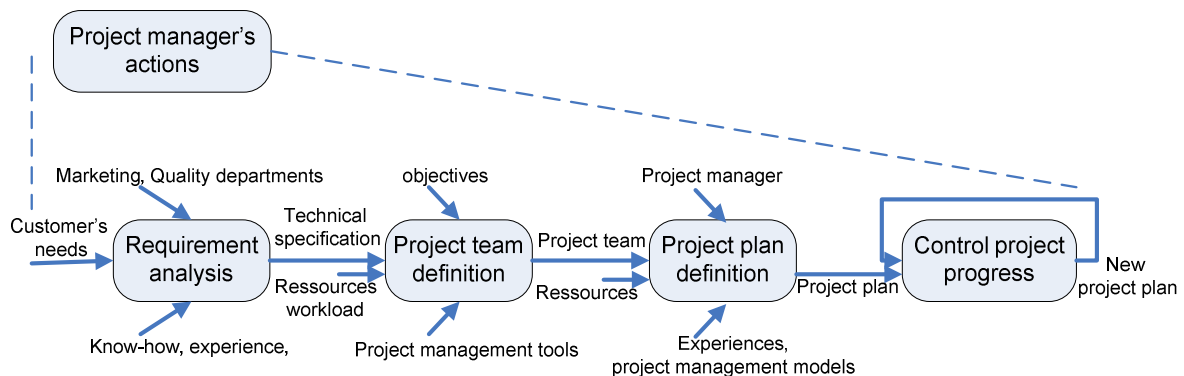 Project manager's
actions
Marketing, Quality departments
objectives
Project manager
Customer's
needs
Requirement
analysis
Technical
specification
Ressources
workload
Project team
definition
Project team
Ressources
Project plan
definition
Project plan
Control project
progress
New
project plan
Know-how, experience,
Project management tools
Experiences,
project management models